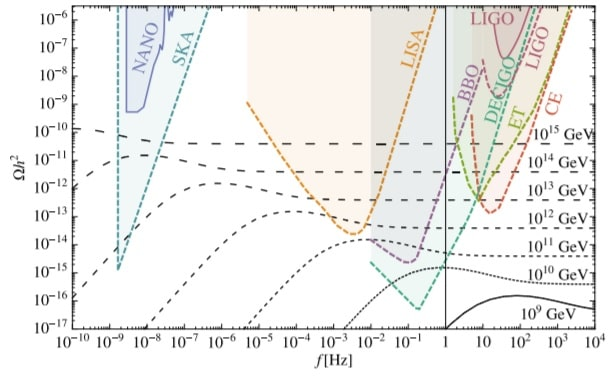 10⁻⁶
10⁻⁷
10⁻⁸
10⁻⁹
10⁻¹⁰
10⁻¹¹
10⁻¹²
10⁻¹³
10⁻¹⁴
10⁻¹⁵
10⁻¹⁶
10⁻¹⁷
Ωh²
NANO
SKA
LISA
BBO
DECIGO
LIGO
LIGO
ET
CE
10¹⁵ GeV
10¹⁴ GeV
10¹³ GeV
10¹² GeV
10¹¹ GeV
10¹⁰ GeV
10⁹ GeV
10⁻¹⁰ 10⁻⁹ 10⁻⁸ 10⁻⁷ 10⁻⁶ 10⁻⁵ 10⁻⁴ 10⁻³ 10⁻² 10⁻¹ 1 10 10² 10³ 10⁴
f[Hz]